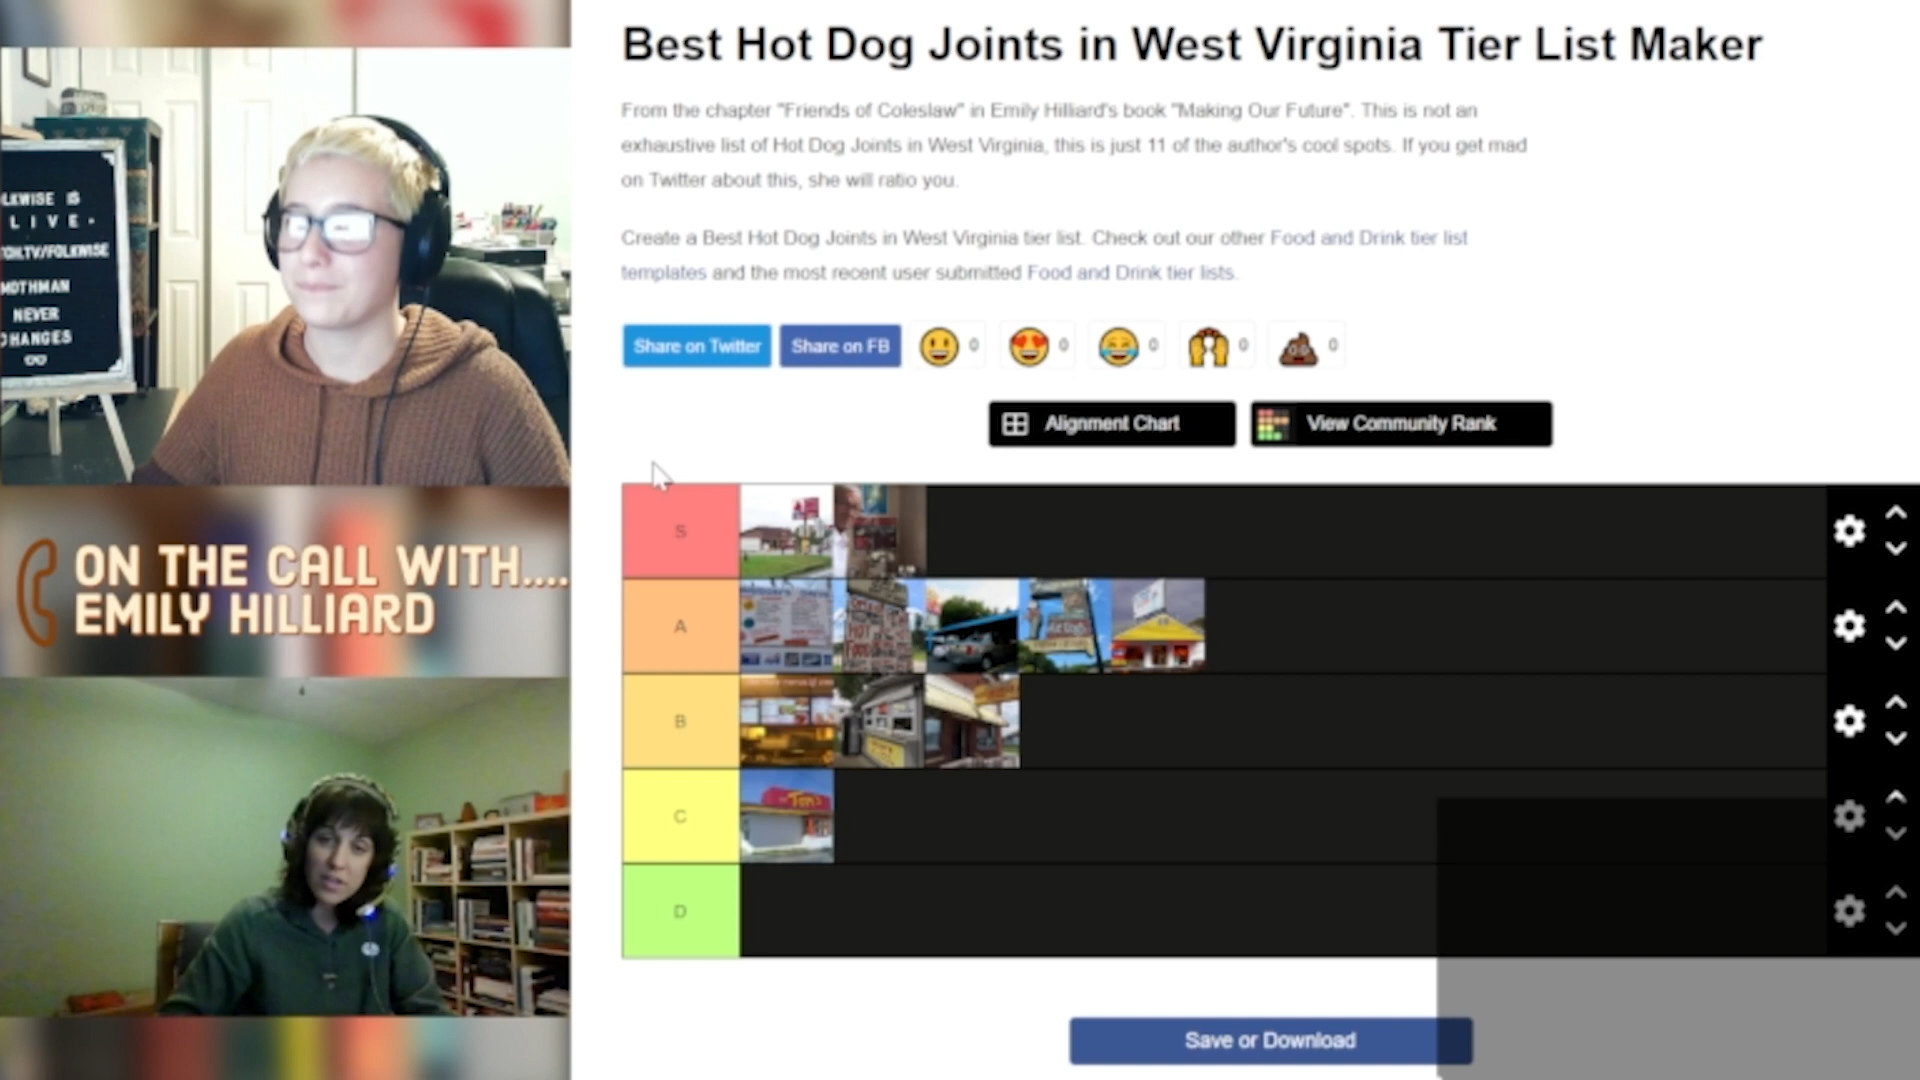 Best Hot Dog Joints in West Virginia Tier List Maker
From the chapter "Friends of Coleslaw" in Emily Hilliard's book "Making Our Future". This is not an
exhaustive list of Hot Dog Joints in West Virginia, this is just 11 of the author's cool spots. If you get mad
on Twitter about this, she will ratio you.
Create a Best Hot Dog Joints in West Virginia tier list. Check out our other Food and Drink tier list
templates and the most recent user submitted Food and Drink tier lists.
Share on Twitter
Share on FB
0
0
0
0
0
Alignment Chart
View Community Rank
S
A
B
C
Tom's
D
Save or Download
LKWISE IS
LIVE
TCH.TV/FOLKWISE
MOTHMAN
NEVER
CHANGES
ON THE CALL WITH....
EMILY HILLIARD